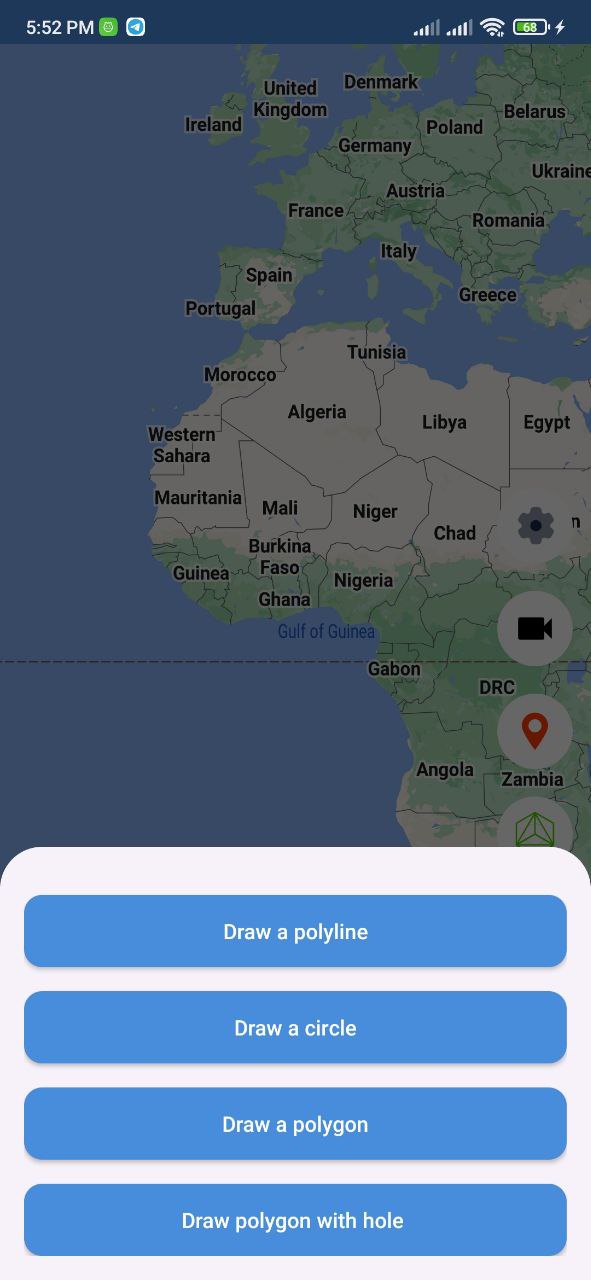 5:52 PM
68
Denmark
United
Kingdom
Belarus
Ireland
Poland
Germany
Ukraine
Austria
France
Romania
Italy
Spain
Greece
Portugal
Tunisia
Morocco
Algeria
Libya
Egypt
Western
Sahara
Mauritania
Mali
Niger
n
Chad
Burkina
Faso
Guinea
Nigeria
Ghana
Gulf of Guinea
Gabon
DRC
Angola
Zambia
Draw a polyline
Draw a circle
Draw a polygon
Draw polygon with hole